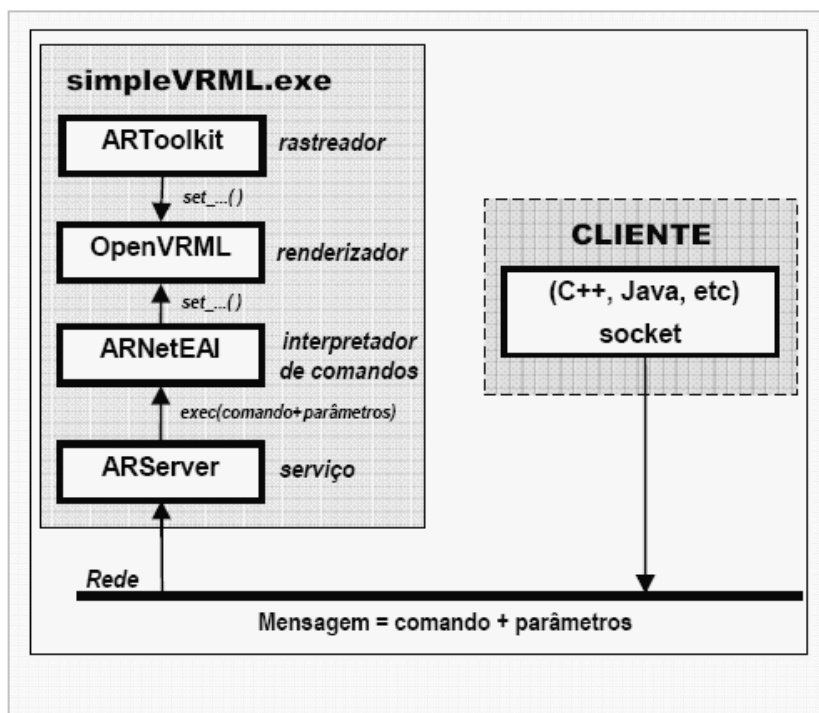 simpleVRML.exe
ARToolkit
rastreador
set_...()
OpenVRML
renderizador
set_...()
ARNetEAI
interpretador
de comandos
exec(comando+parâmetros)
ARServer
serviço
CLIENTE
(C++, Java, etc)
socket
Rede
Mensagem = comando + parâmetros